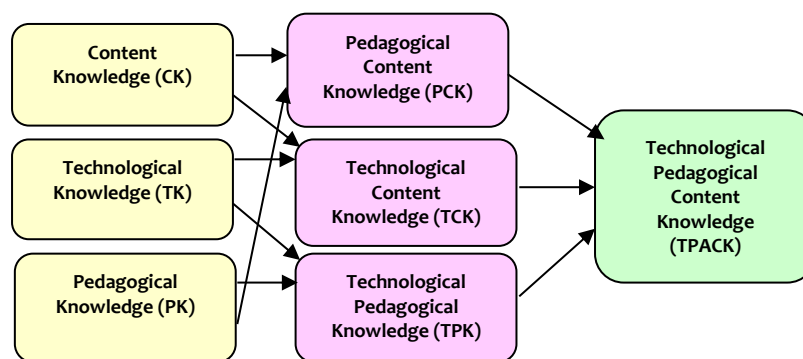 Content
Knowledge (CK)
Technological
Knowledge (TK)
Pedagogical
Knowledge (PK)
Pedagogical
Content
Knowledge (PCK)
Technological
Content
Knowledge (TCK)
Technological
Pedagogical
Knowledge (TPK)
Technological
Pedagogical
Content
Knowledge
(TPACK)